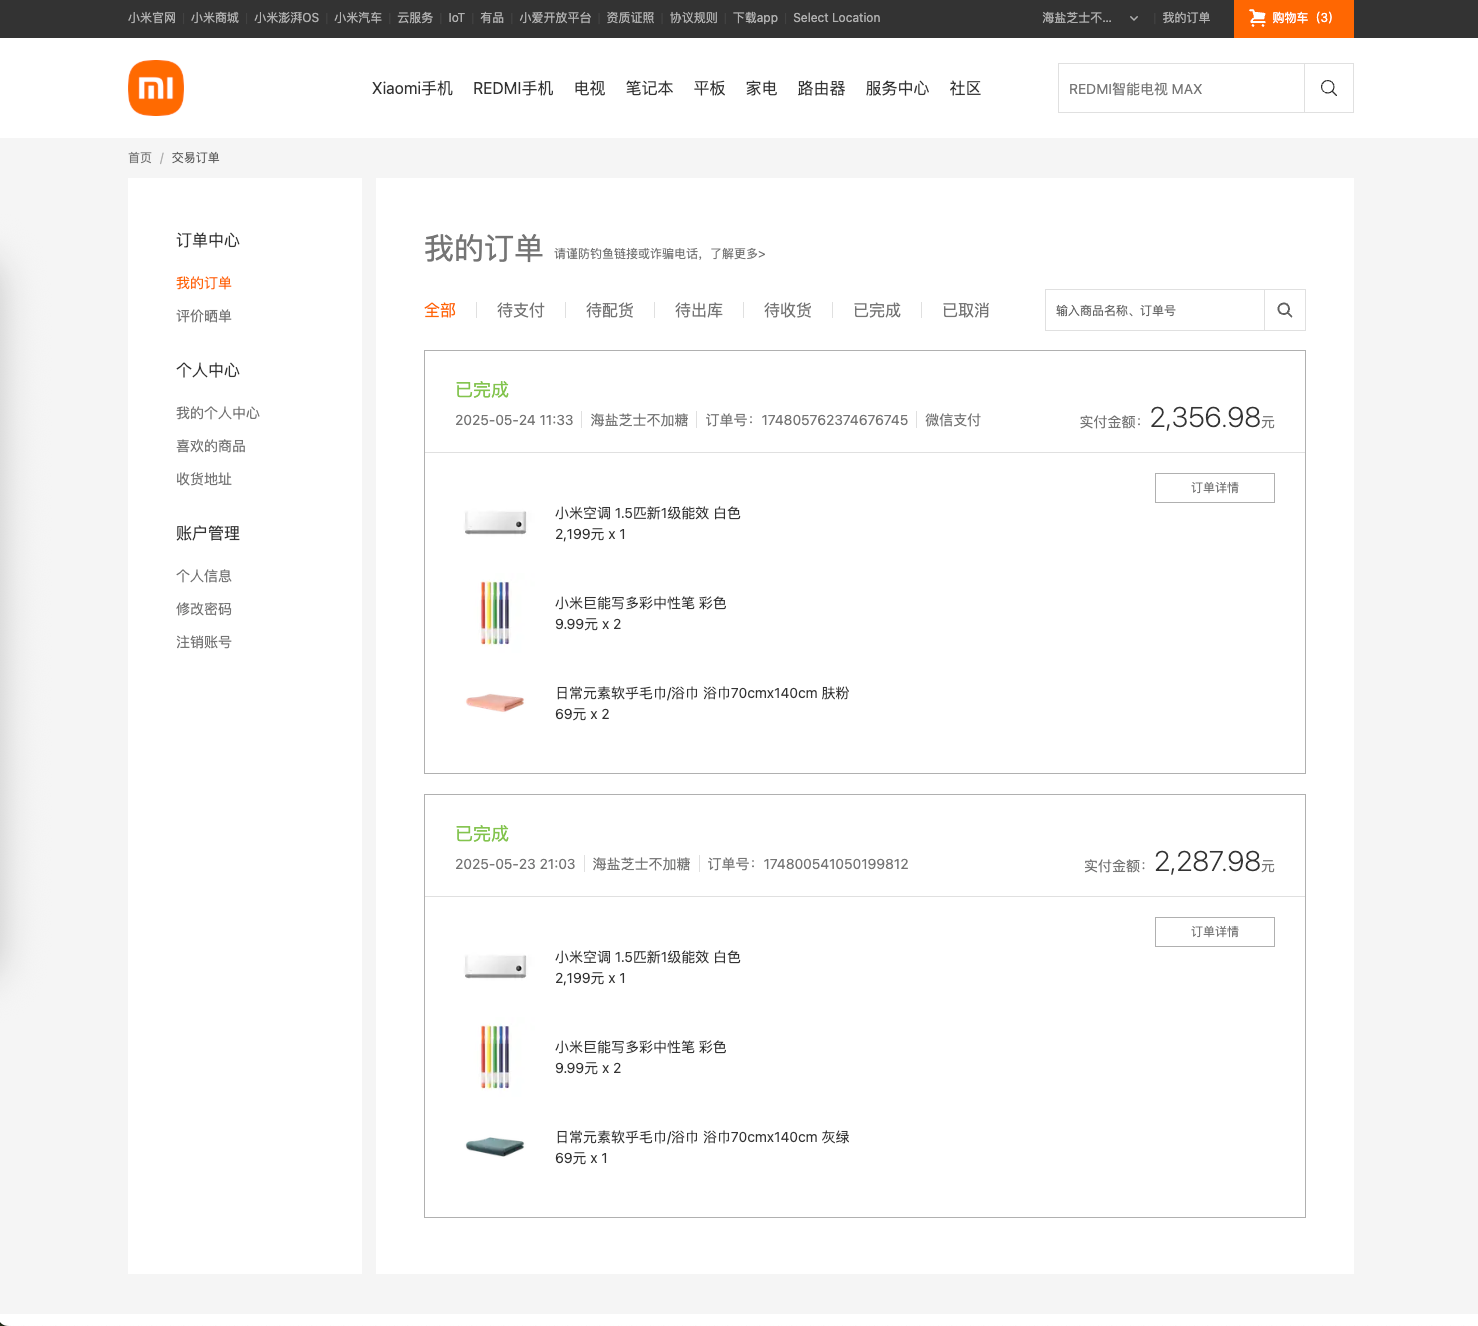 小米官网 小米商城 小米澎湃OS 小米汽车 云服务 IoT 有品 小爱开放平台 资质证照 协议规则 下载app Select Location 海盐芝士不... 我的订单 购物车 (3)
Xiaomi手机 REDMI手机 电视 笔记本 平板 家电 路由器 服务中心 社区 REDMI智能电视 MAX
首页 / 交易订单
订单中心
我的订单
评价晒单
个人中心
我的个人中心
喜欢的商品
收货地址
账户管理
个人信息
修改密码
注销账号
我的订单 请谨防钓鱼链接或诈骗电话，了解更多>
全部 待支付 待配货 待出库 待收货 已完成 已取消 输入商品名称、订单号
已完成
2025-05-24 11:33 海盐芝士不加糖 订单号：174805762374676745 微信支付 实付金额：2,356.98元
订单详情
小米空调 1.5匹新1级能效 白色
2,199元 x 1
小米巨能写多彩中性笔 彩色
9.99元 x 2
日常元素软乎毛巾/浴巾 浴巾70cmx140cm 肤粉
69元 x 2
已完成
2025-05-23 21:03 海盐芝士不加糖 订单号：174800541050199812 实付金额：2,287.98元
订单详情
小米空调 1.5匹新1级能效 白色
2,199元 x 1
小米巨能写多彩中性笔 彩色
9.99元 x 2
日常元素软乎毛巾/浴巾 浴巾70cmx140cm 灰绿
69元 x 1